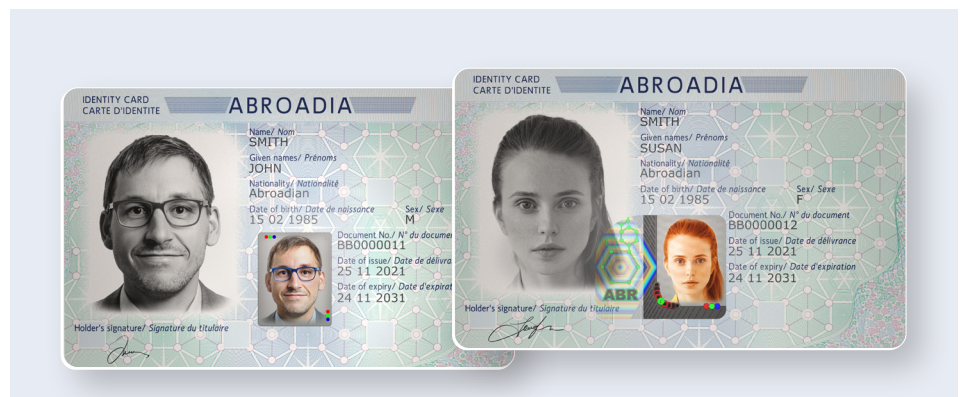 IDENTITY CARD
CARTE D'IDENTITE
ABROADIA
Name/ Nom
SMITH
Given names/ Prénoms
JOHN
Nationality/ Nationalité
Abroadian
Date of birth/ Date de naissance
Sex/ Sexe
15 02 1985
M
Document No./ N° du documen
BB0000011
Date of issue/ Date de délivra
25 11 2021
Date of expiry/ Date d'expirat
24 11 2031
Holder's signature/ Signature du titulaire
IDENTITY CARD
CARTE D'IDENTITE
ABROADIA
Name/ Nom
SMITH
Given names/ Prénoms
SUSAN
Nationality/ Nationalité
Abroadian
Date of birth/ Date de naissance
Sex/ Sexe
15 02 1985
F
Document No./ N° du document
BB0000012
Date of issue/ Date de délivrance
25 11 2021
Date of expiry/ Date d'expiration
24 11 2031
ABR
Holder's signature/ Signature du titulaire